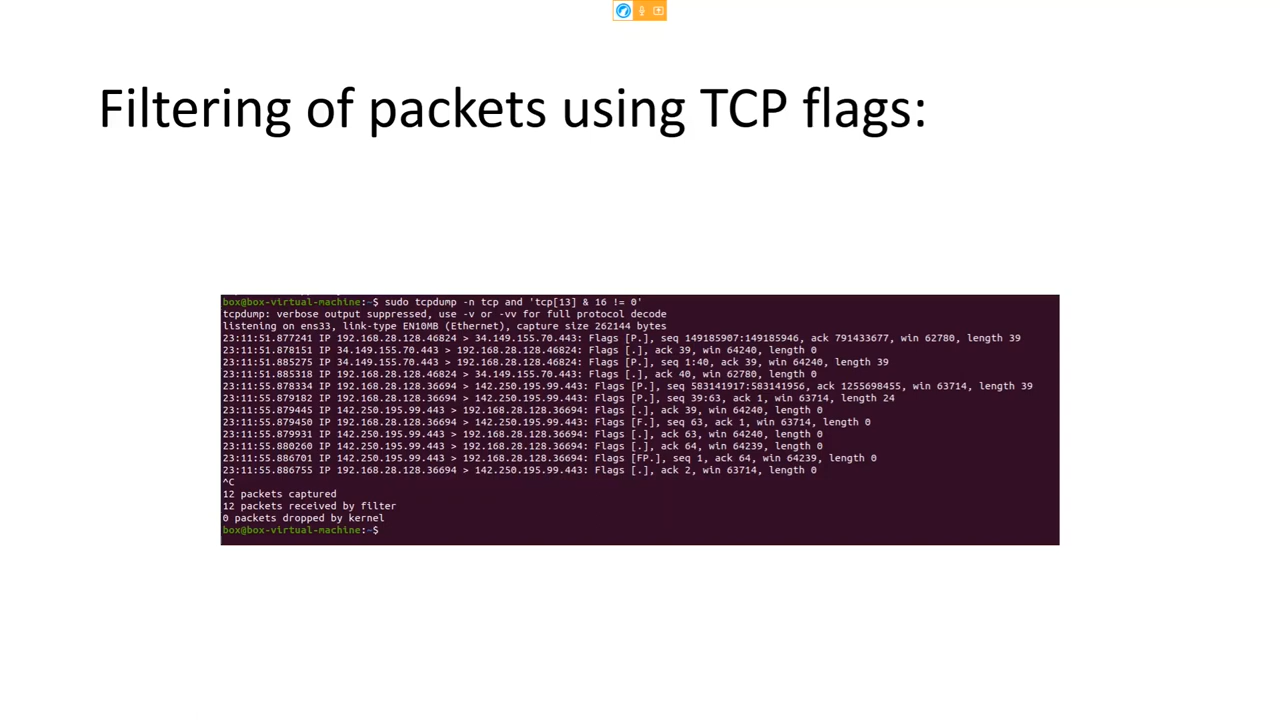 Filtering of packets using TCP flags:
box@box-virtual-machine:~$ sudo tcpdump -n tcp and 'tcp[13] & 16 != 0'
tcpdump: verbose output suppressed, use -v or -vv for full protocol decode
listening on ens33, link-type EN10MB (Ethernet), capture size 262144 bytes
23:11:51.877241 IP 192.168.28.128.46824 > 34.149.155.70.443: Flags [P.], seq 149185907:149185946, ack 791433677, win 62780, length 39
23:11:51.878151 IP 34.149.155.70.443 > 192.168.28.128.46824: Flags [.], ack 39, win 64240, length 0
23:11:51.885275 IP 34.149.155.70.443 > 192.168.28.128.46824: Flags [P.], seq 1:40, ack 39, win 64240, length 39
23:11:51.885318 IP 192.168.28.128.46824 > 34.149.155.70.443: Flags [.], ack 40, win 62780, length 0
23:11:55.878334 IP 192.168.28.128.36694 > 142.250.195.99.443: Flags [P.], seq 583141917:583141956, ack 1255698455, win 63714, length 39
23:11:55.879182 IP 192.168.28.128.36694 > 142.250.195.99.443: Flags [P.], seq 39:63, ack 1, win 63714, length 24
23:11:55.879445 IP 142.250.195.99.443 > 192.168.28.128.36694: Flags [.], ack 39, win 64240, length 0
23:11:55.879450 IP 192.168.28.128.36694 > 142.250.195.99.443: Flags [F.], seq 63, ack 1, win 63714, length 0
23:11:55.879931 IP 142.250.195.99.443 > 192.168.28.128.36694: Flags [.], ack 63, win 64240, length 0
23:11:55.880260 IP 142.250.195.99.443 > 192.168.28.128.36694: Flags [.], ack 64, win 64239, length 0
23:11:55.886701 IP 142.250.195.99.443 > 192.168.28.128.36694: Flags [FP.], seq 1, ack 64, win 64239, length 0
23:11:55.886755 IP 192.168.28.128.36694 > 142.250.195.99.443: Flags [.], ack 2, win 63714, length 0
^C
12 packets captured
12 packets received by filter
0 packets dropped by kernel
box@box-virtual-machine:~$